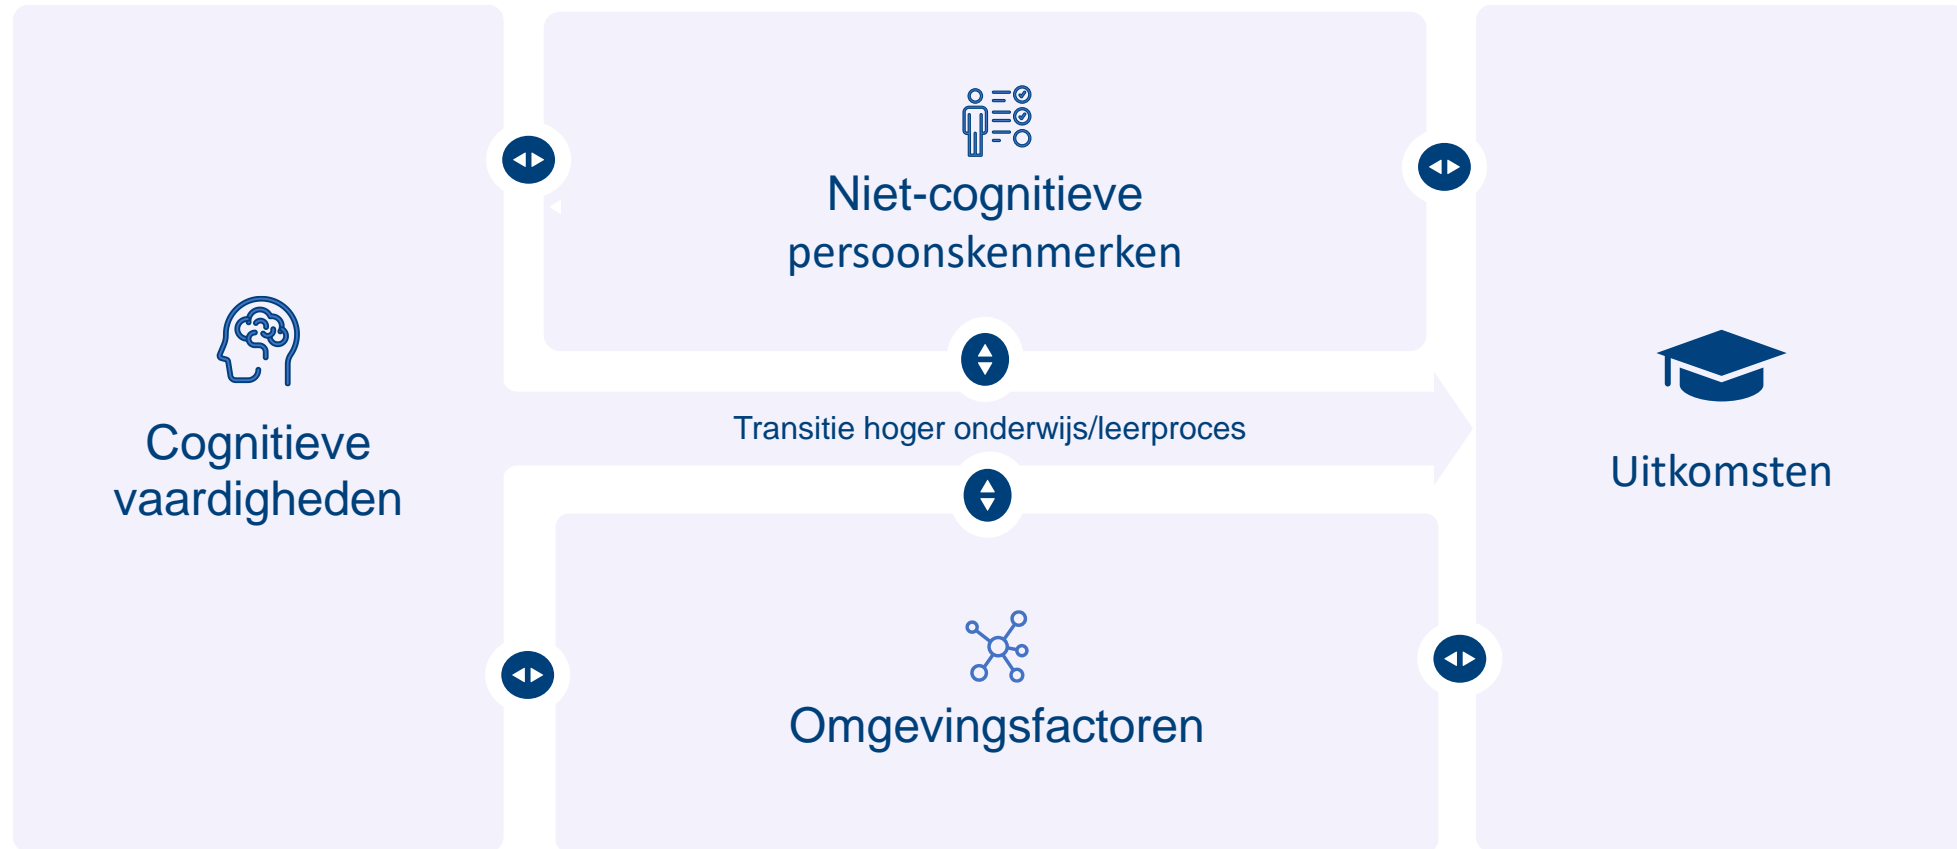 Cognitieve
vaardigheden
Niet-cognitieve
persoonskenmerken
Transitie hoger onderwijs/leerproces
Omgevingsfactoren
Uitkomsten